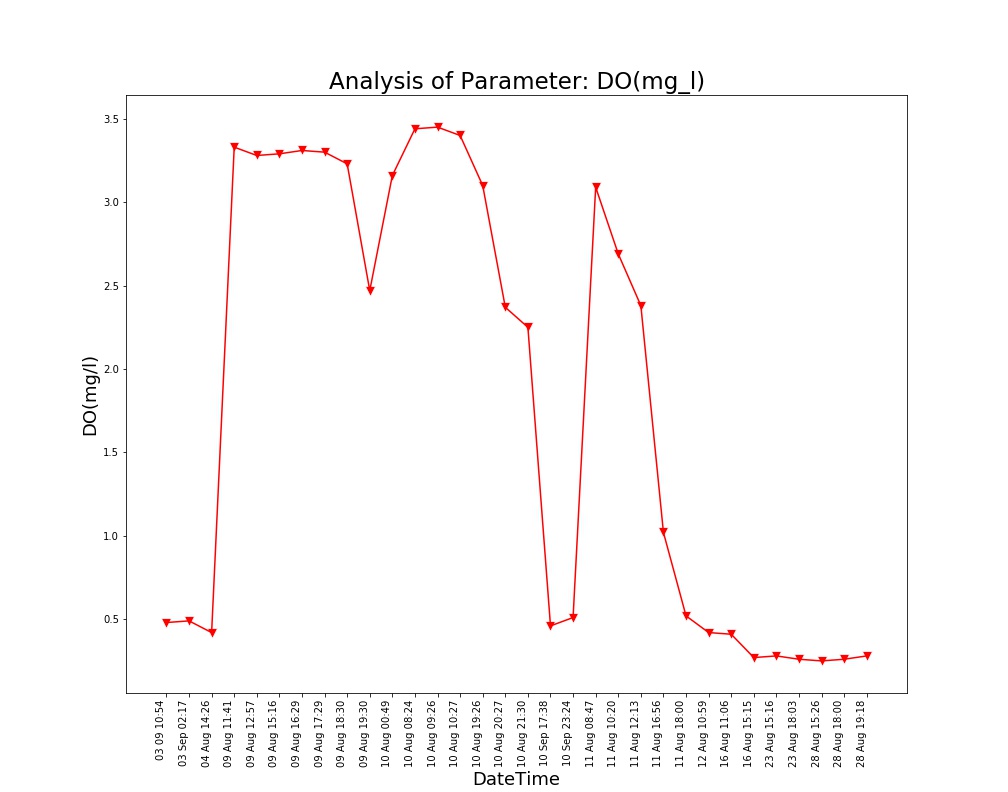 Analysis of Parameter: DO(mg_l)
DO(mg/l)
3.5
3.0
2.5
2.0
1.5
1.0
0.5
03 09 10:54
03 Sep 02:17
04 Aug 14:26
09 Aug 11:41
09 Aug 12:57
09 Aug 15:16
09 Aug 16:29
09 Aug 17:29
09 Aug 18:30
09 Aug 19:30
10 Aug 00:49
10 Aug 08:24
10 Aug 09:26
10 Aug 10:27
10 Aug 19:26
10 Aug 20:27
10 Aug 21:30
10 Sep 17:38
10 Sep 23:24
11 Aug 08:47
11 Aug 10:20
11 Aug 12:13
11 Aug 16:56
11 Aug 18:00
12 Aug 10:59
16 Aug 11:06
16 Aug 15:15
23 Aug 15:16
23 Aug 18:03
28 Aug 15:26
28 Aug 18:00
28 Aug 19:18
DateTime